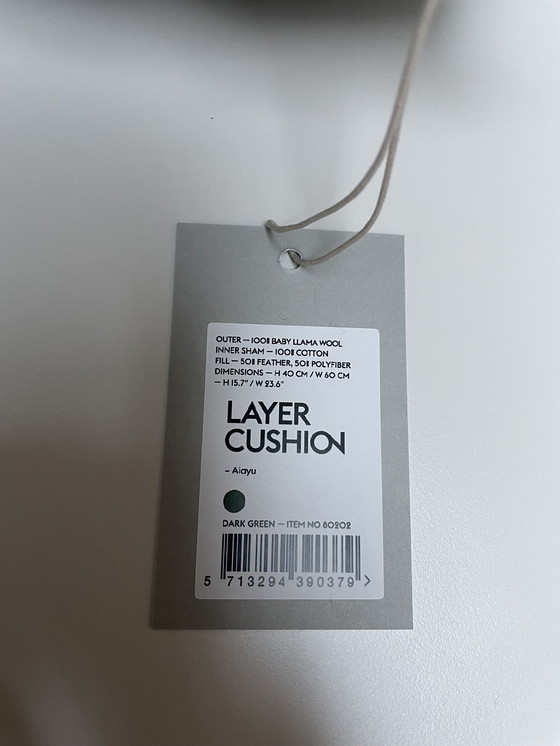 OUTER — 100% BABY LLAMA WOOL
INNER SHAM — 100% COTTON
FILL — 50% FEATHER, 50% POLYFIBER
DIMENSIONS — H 40 CM / W 60 CM
— H 15.7" / W 23.6"
LAYER
CUSHION
– Aiayu
DARK GREEN — ITEM NO 80202
5 713294 390379 >